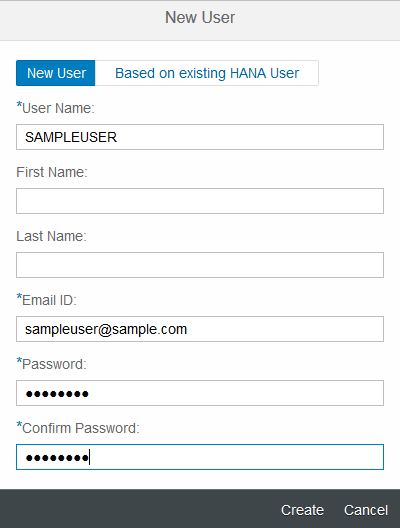 New User
New User Based on existing HANA User
*User Name:
SAMPLEUSER
First Name:
Last Name:
*Email ID:
sampleuser@sample.com
*Password:
●●●●●●●●
*Confirm Password:
●●●●●●●●
Create Cancel